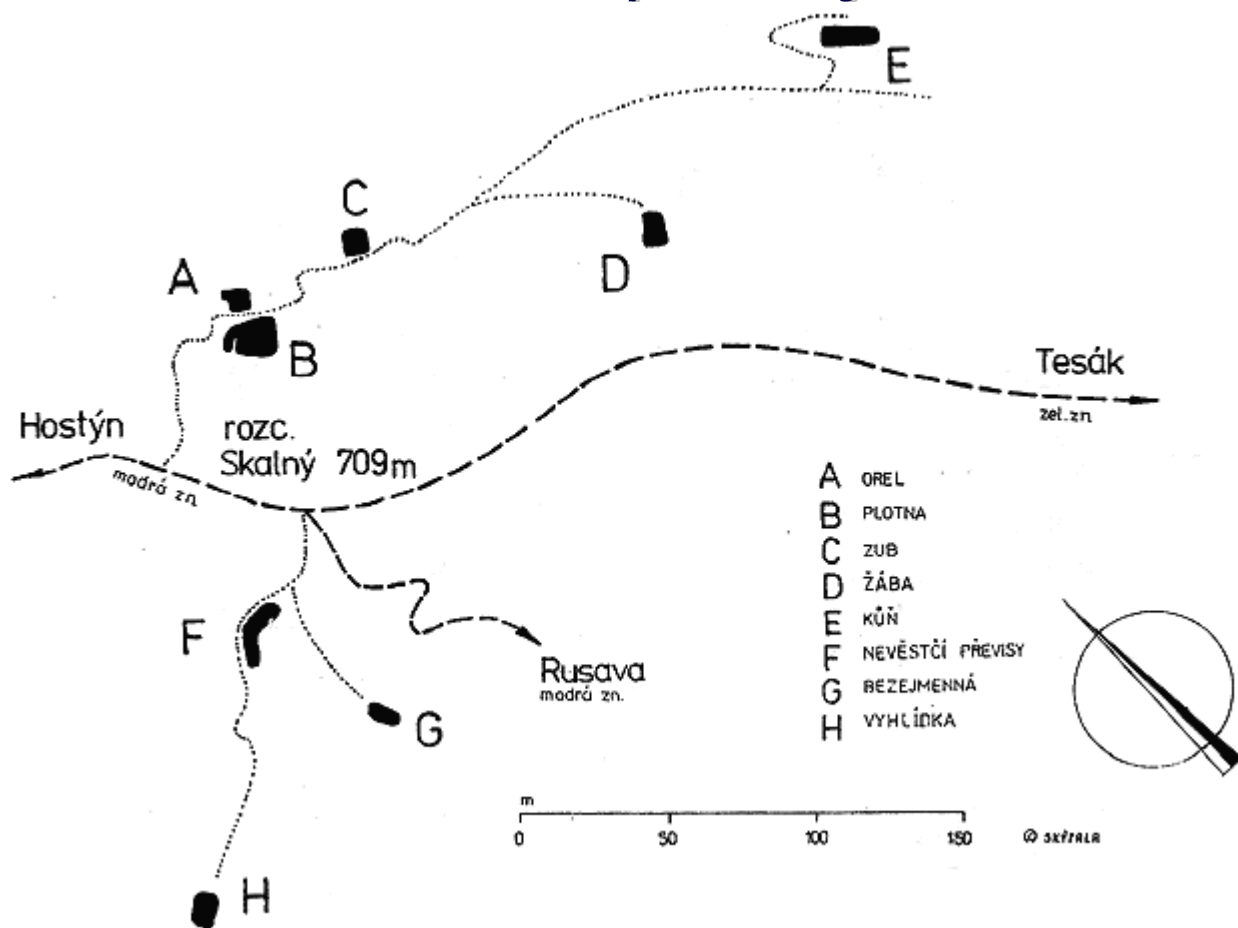 E
C
D
A
B
Tesák
zel. zn
Hostýn
modrá zn.
rozc.
Skalný 709m
A OREL
B PLOTNA
C ZUB
D ŽÁBA
E KŮŇ
F NEVĚSTČÍ PŘEVISY
G BEZEJMENNÁ
H VYHLÍDKA
F
Rusava
modrá zn.
G
H
m
0 50 100 150
© SKÝPALA